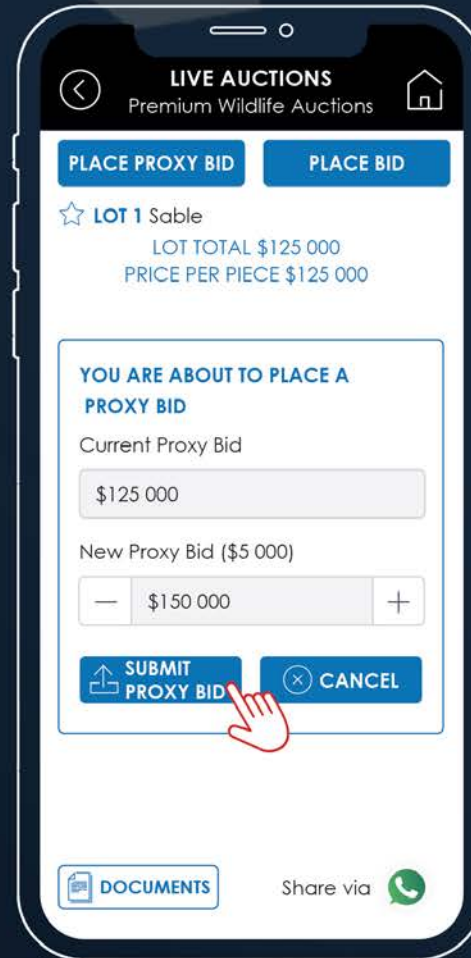 LIVE AUCTIONS
Premium Wildlife Auctions
PLACE PROXY BID
PLACE BID
LOT 1 Sable
LOT TOTAL $125 000
PRICE PER PIECE $125 000
YOU ARE ABOUT TO PLACE A
PROXY BID
Current Proxy Bid
$125 000
New Proxy Bid ($5 000)
— $150 000 +
SUBMIT
PROXY BID
CANCEL
DOCUMENTS
Share via